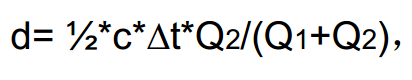 d= ½*c*Δt*Q2/(Q1+Q2)，